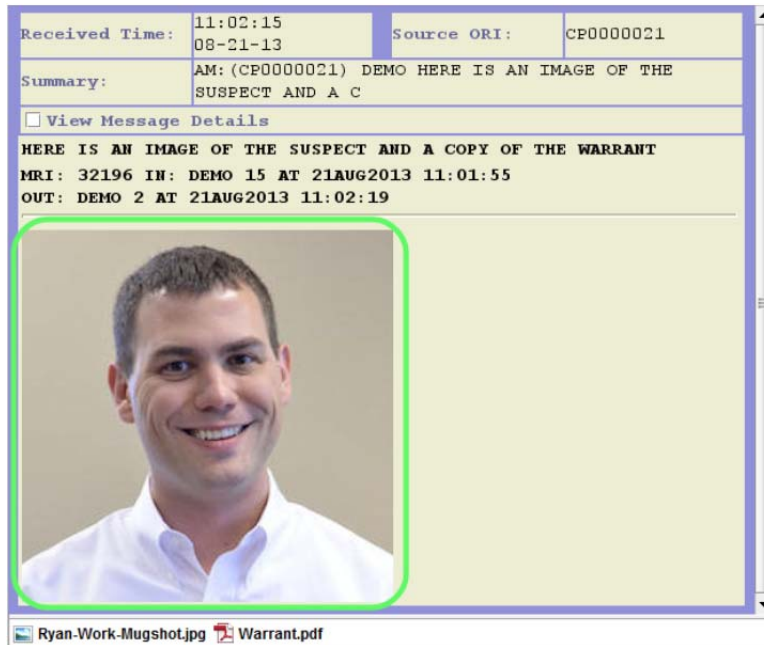 Received Time: 11:02:15 08-21-13 Source ORI: CP0000021
Summary: AM:(CP0000021) DEMO HERE IS AN IMAGE OF THE
SUSPECT AND A C
View Message Details
HERE IS AN IMAGE OF THE SUSPECT AND A COPY OF THE WARRANT
MRI: 32196 IN: DEMO 15 AT 21AUG2013 11:01:55
OUT: DEMO 2 AT 21AUG2013 11:02:19
Ryan-Work-Mugshot.jpg Warrant.pdf